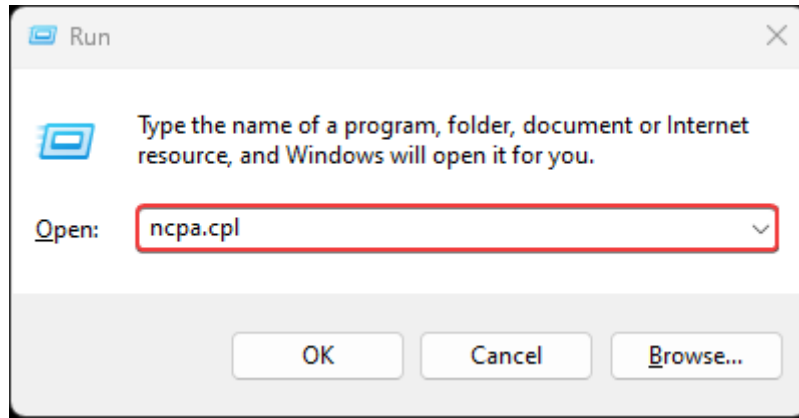 Run
Type the name of a program, folder, document or Internet
resource, and Windows will open it for you.
Open: ncpa.cpl
OK Cancel Browse...